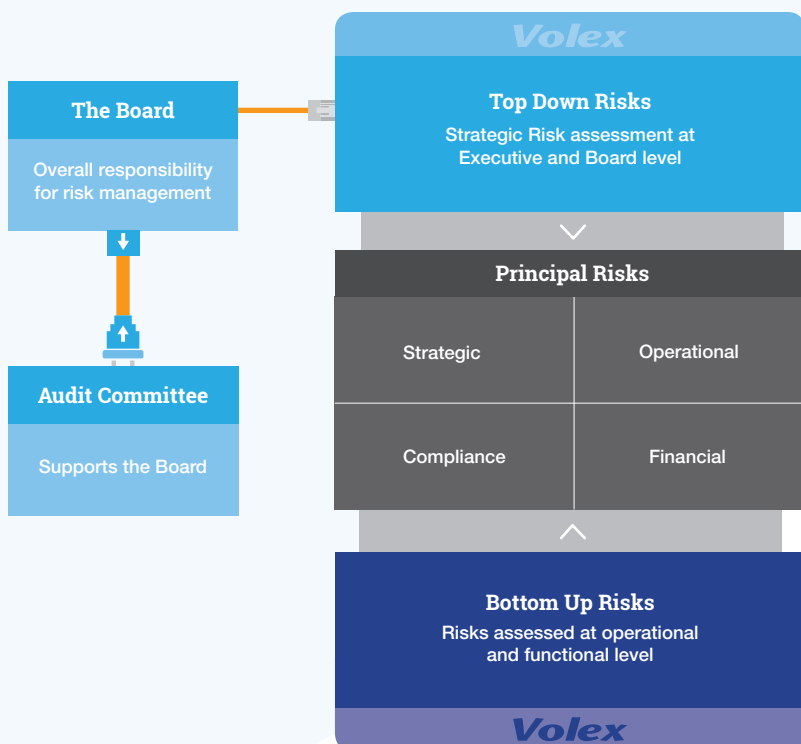 Volex
The Board
Overall responsibility
for risk management
Audit Committee
Supports the Board
Top Down Risks
Strategic Risk assessment at
Executive and Board level
Principal Risks
Strategic
Operational
Compliance
Financial
Bottom Up Risks
Risks assessed at operational
and functional level
Volex